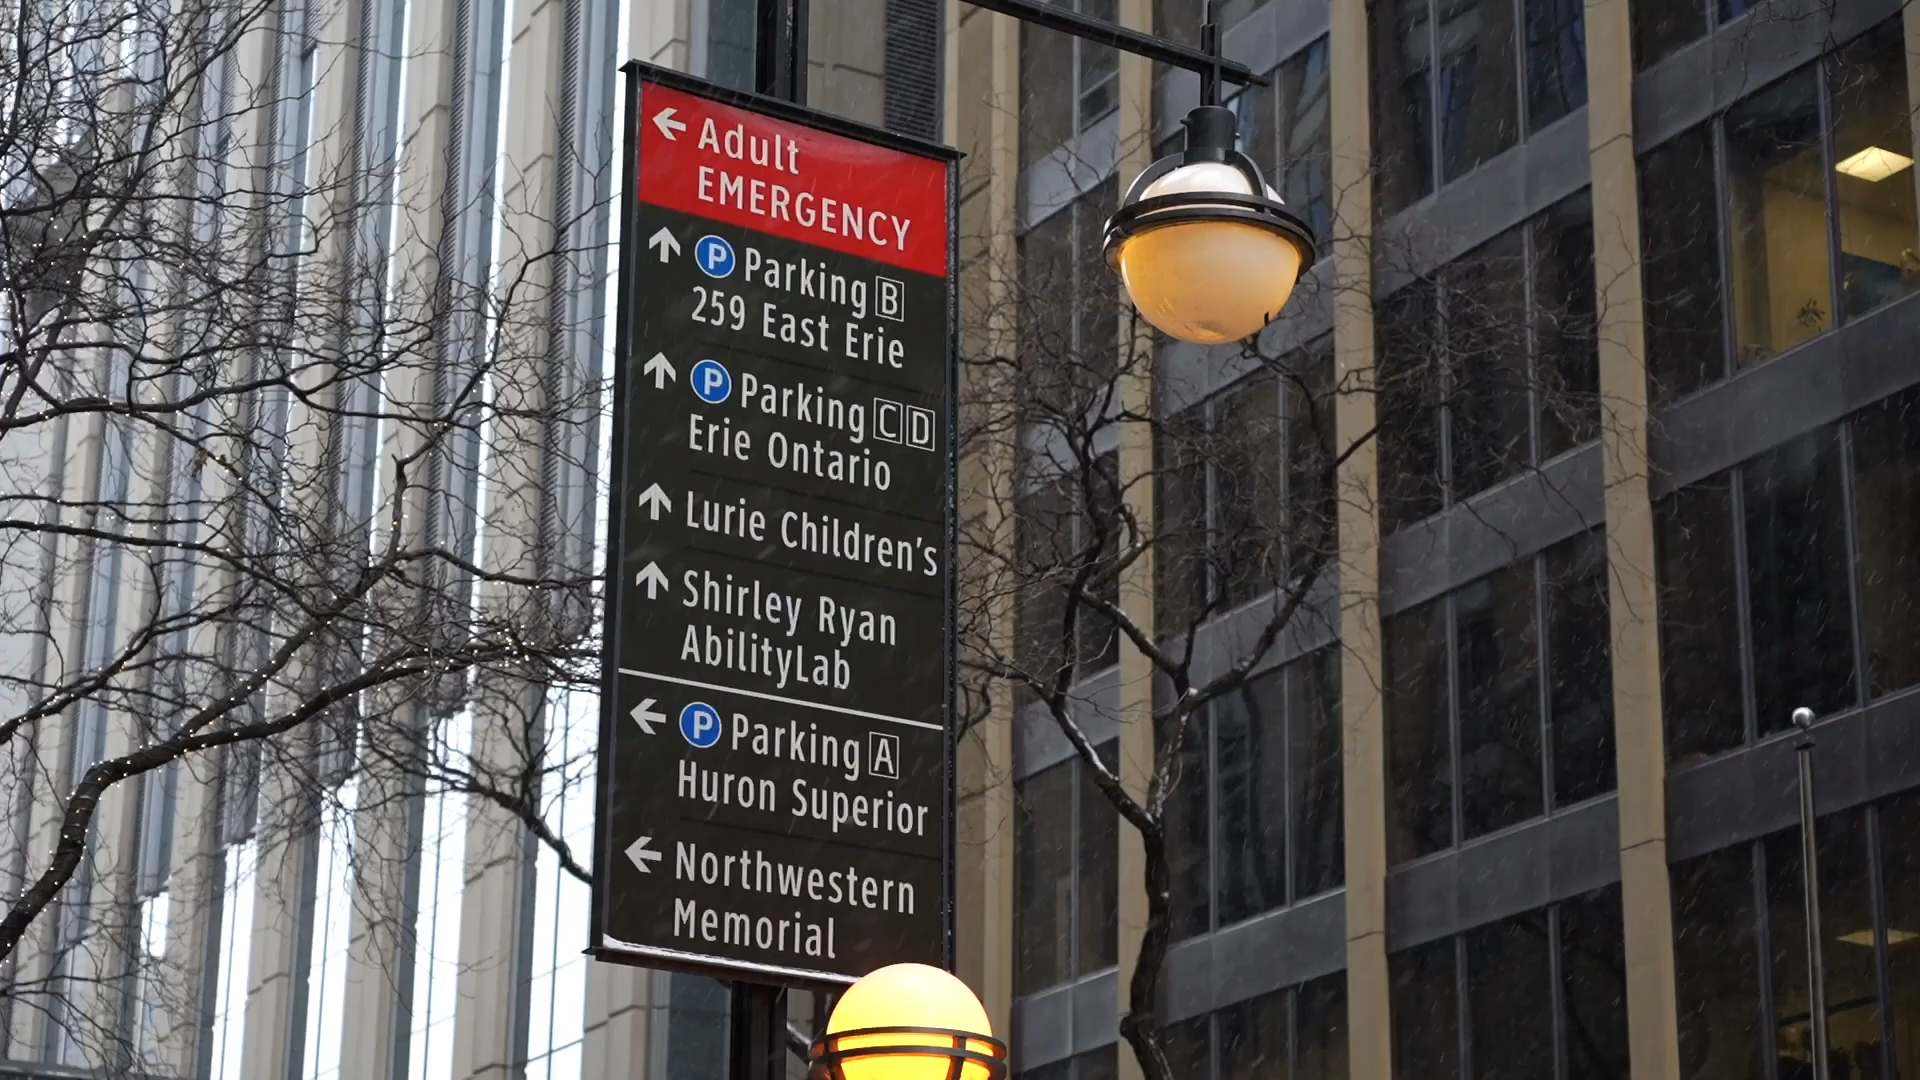 ← Adult
EMERGENCY
↑ P Parking B
259 East Erie
↑ P Parking C D
Erie Ontario
↑ Lurie Children's
↑ Shirley Ryan
AbilityLab
← P Parking A
Huron Superior
← Northwestern
Memorial